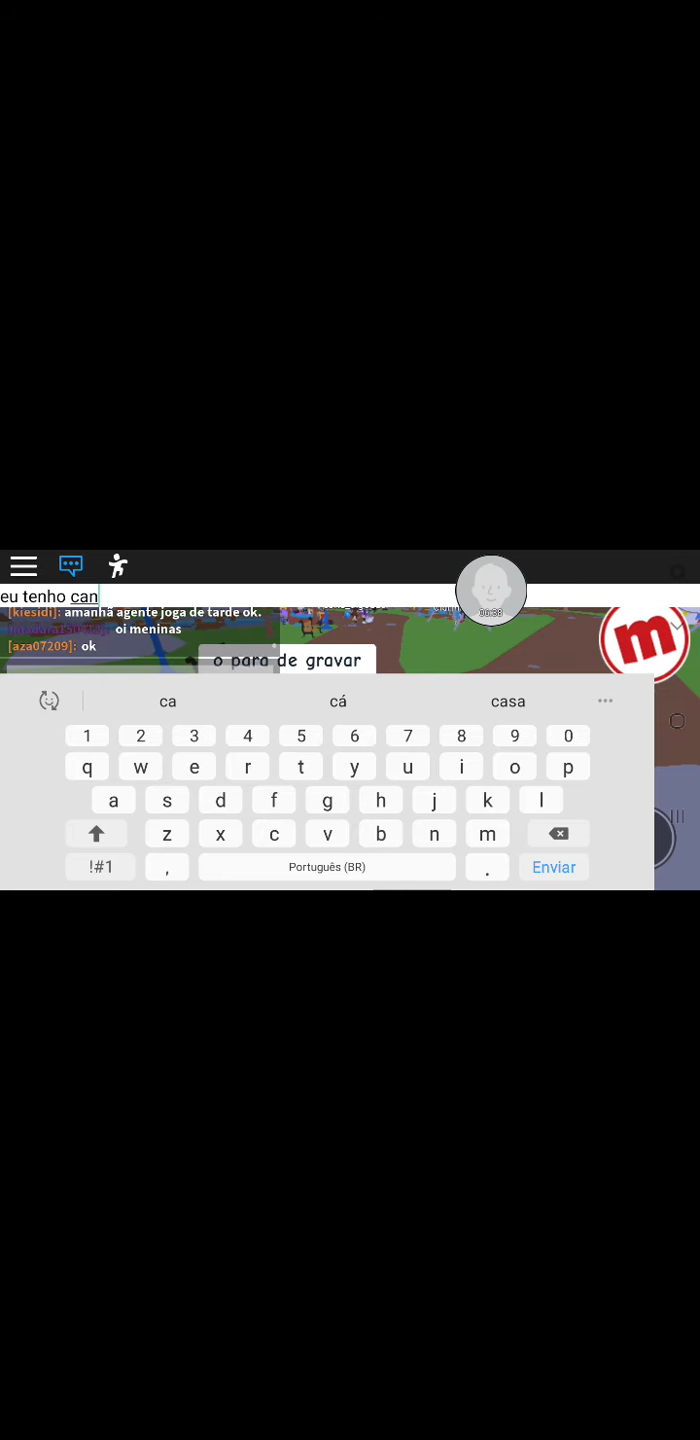 eu tenho can
[kiesidj]: amanhã agente joga de tarde ok.
oi meninas
[aza07209]: ok
o para de gravar
00:38
m
ca cá casa
1 2 3 4 5 6 7 8 9 0
q w e r t y u i o p
a s d f g h j k l
z x c v b n m
!#1 , Português (BR) . Enviar